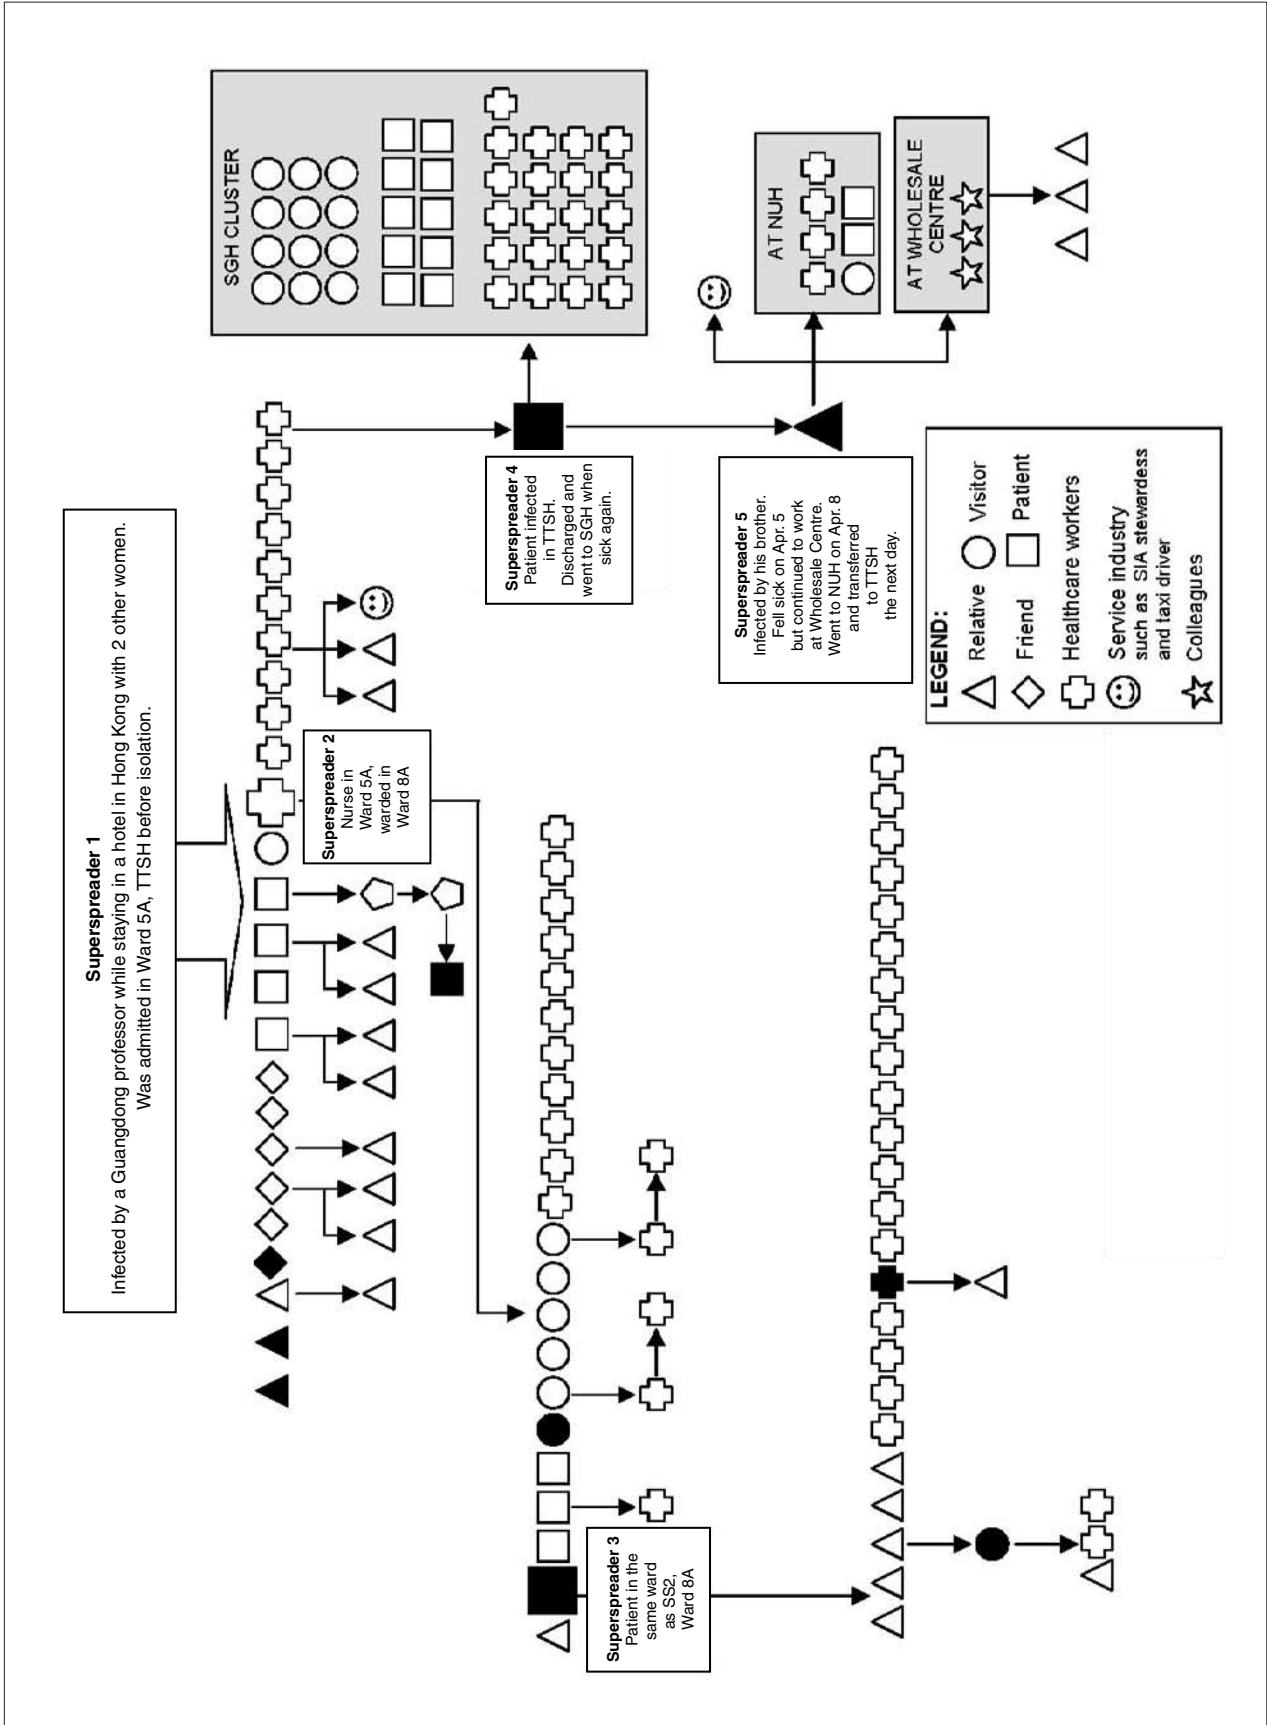 Superspreader 1
Infected by a Guangdong professor while staying in a hotel in Hong Kong with 2 other women.
Was admitted in Ward 5A, TTSH before isolation.
Superspreader 2
Nurse in
Ward 5A,
warded in
Ward 8A
Superspreader 3
Patient in the
same ward
as SS2,
Ward 8A
Superspreader 4
Patient infected
in TTSH.
Discharged and
went to SGH when
sick again.
SGH CLUSTER
Superspreader 5
Infected by his brother.
Fell sick on Apr. 5
but continued to work
at Wholesale Centre.
Went to NUH on Apr. 8
and transferred
to TTSH
the next day.
AT NUH
AT WHOLESALE
CENTRE
LEGEND:
Relative
Visitor
Friend
Patient
Healthcare workers
Service industry
such as SIA stewardess
and taxi driver
Colleagues